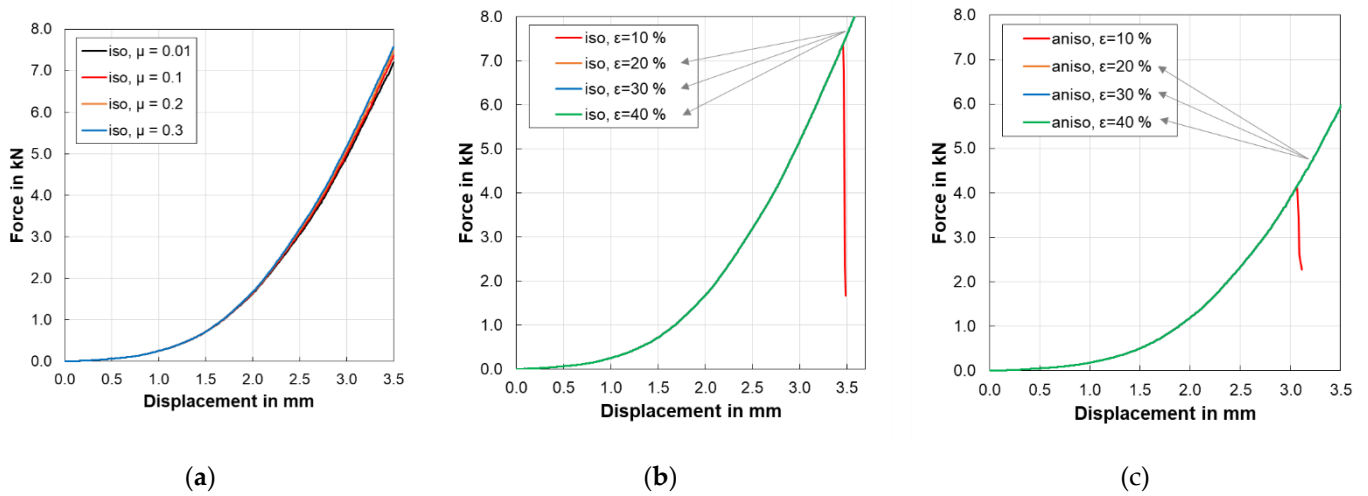 8.0
7.0
6.0
5.0
4.0
3.0
2.0
1.0
0.0
Force in kN
iso, μ = 0.01
iso, μ = 0.1
iso, μ = 0.2
iso, μ = 0.3
0.0 0.5 1.0 1.5 2.0 2.5 3.0 3.5
Displacement in mm
(a)
8.0
7.0
6.0
5.0
4.0
3.0
2.0
1.0
0.0
Force in kN
iso, ε=10 %
iso, ε=20 %
iso, ε=30 %
iso, ε=40 %
0.0 0.5 1.0 1.5 2.0 2.5 3.0 3.5
Displacement in mm
(b)
8.0
7.0
6.0
5.0
4.0
3.0
2.0
1.0
0.0
Force in kN
aniso, ε=10 %
aniso, ε=20 %
aniso, ε=30 %
aniso, ε=40 %
0.0 0.5 1.0 1.5 2.0 2.5 3.0 3.5
Displacement in mm
(c)